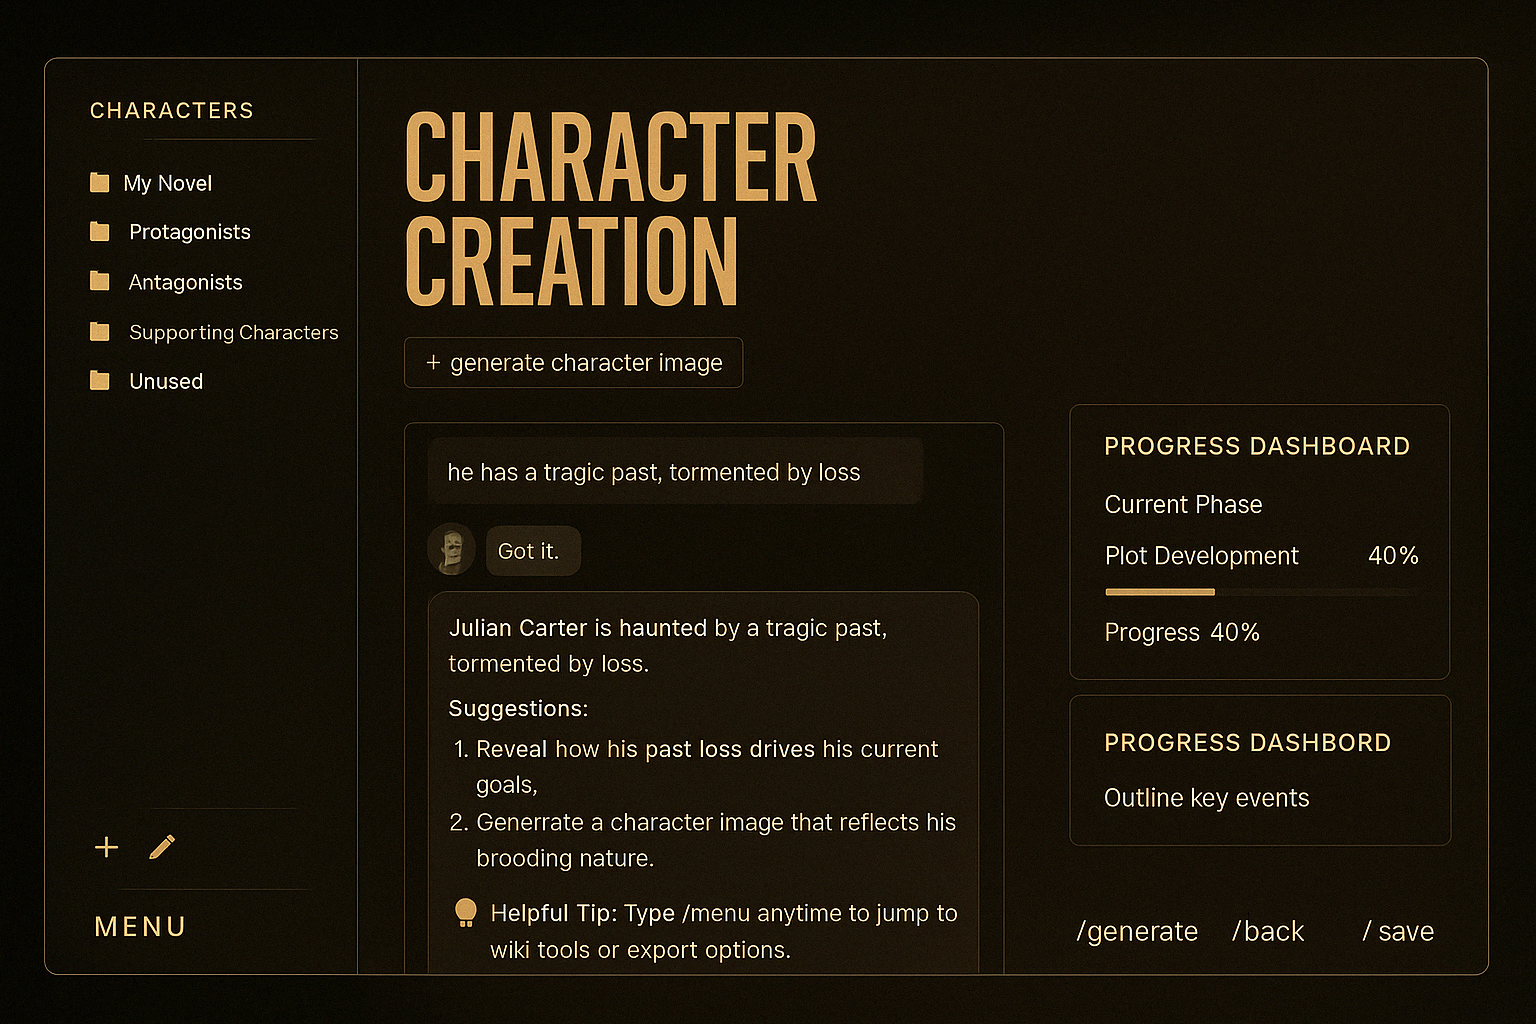 CHARACTERS
My Novel
Protagonists
Antagonists
Supporting Characters
Unused
MENU
CHARACTER
CREATION
+ generate character image
he has a tragic past, tormented by loss
Got it.
Julian Carter is haunted by a tragic past,
tormented by loss.
Suggestions:
1. Reveal how his past loss drives his current
goals,
2. Generrate a character image that reflects his
brooding nature.
Helpful Tip: Type /menu anytime to jump to
wiki tools or export options.
PROGRESS DASHBOARD
Current Phase
Plot Development 40%
Progress 40%
PROGRESS DASHBORD
Outline key events
/generate /back / save